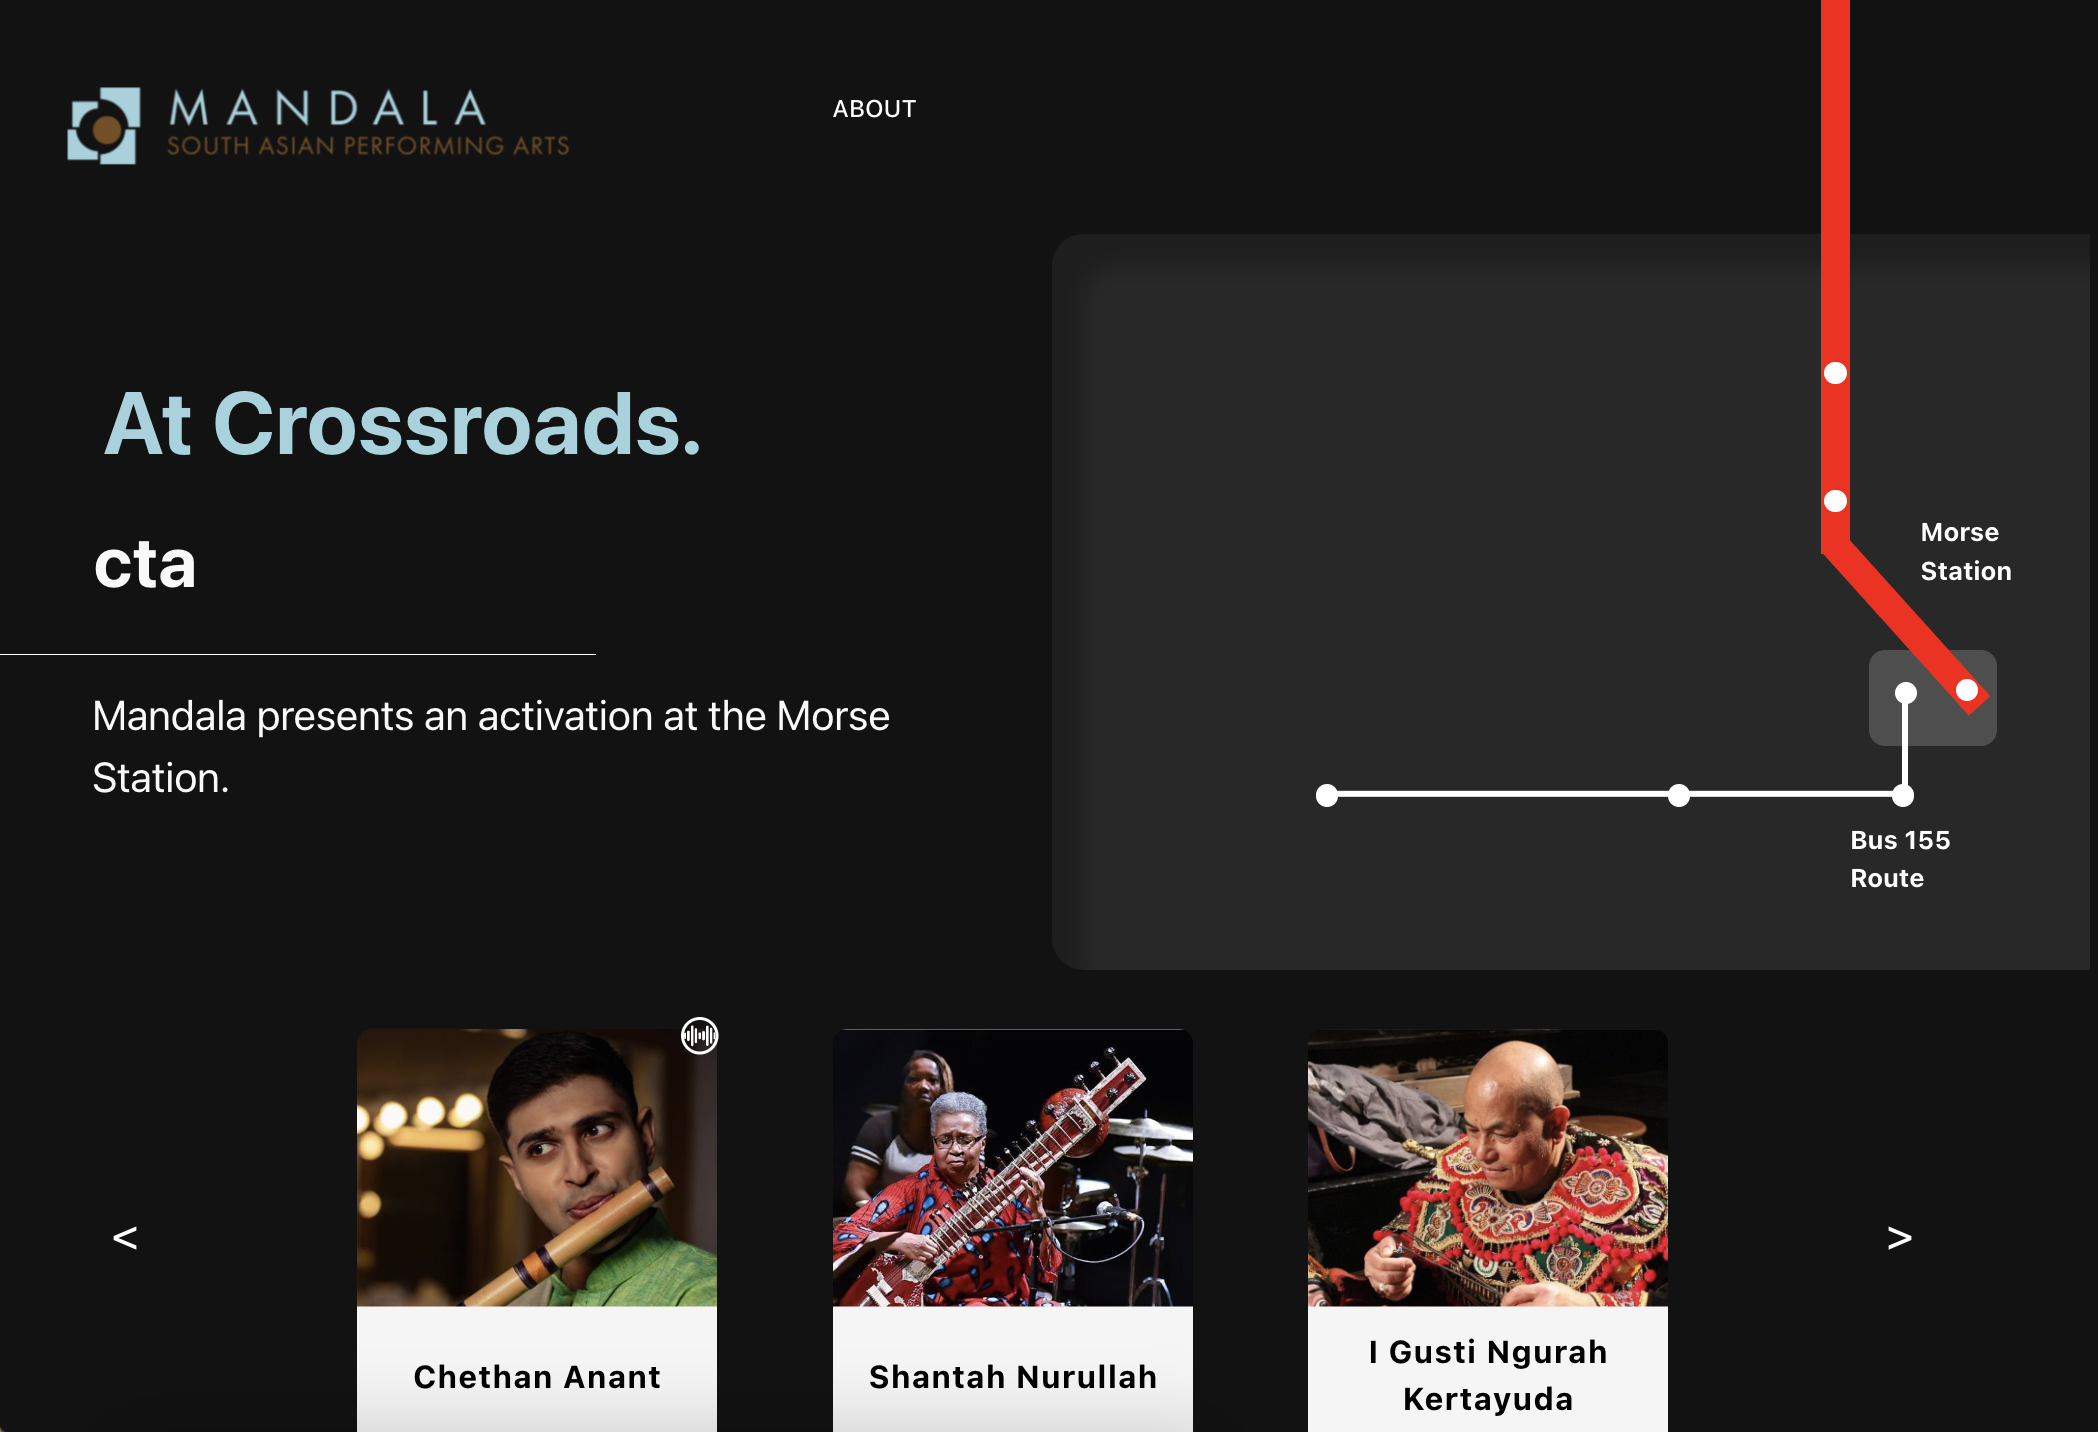 MANDALA
SOUTH ASIAN PERFORMING ARTS
ABOUT
At Crossroads.
cta
Mandala presents an activation at the Morse
Station.
Morse
Station
Bus 155
Route
<
>
Chethan Anant
Shantah Nurullah
I Gusti Ngurah
Kertayuda